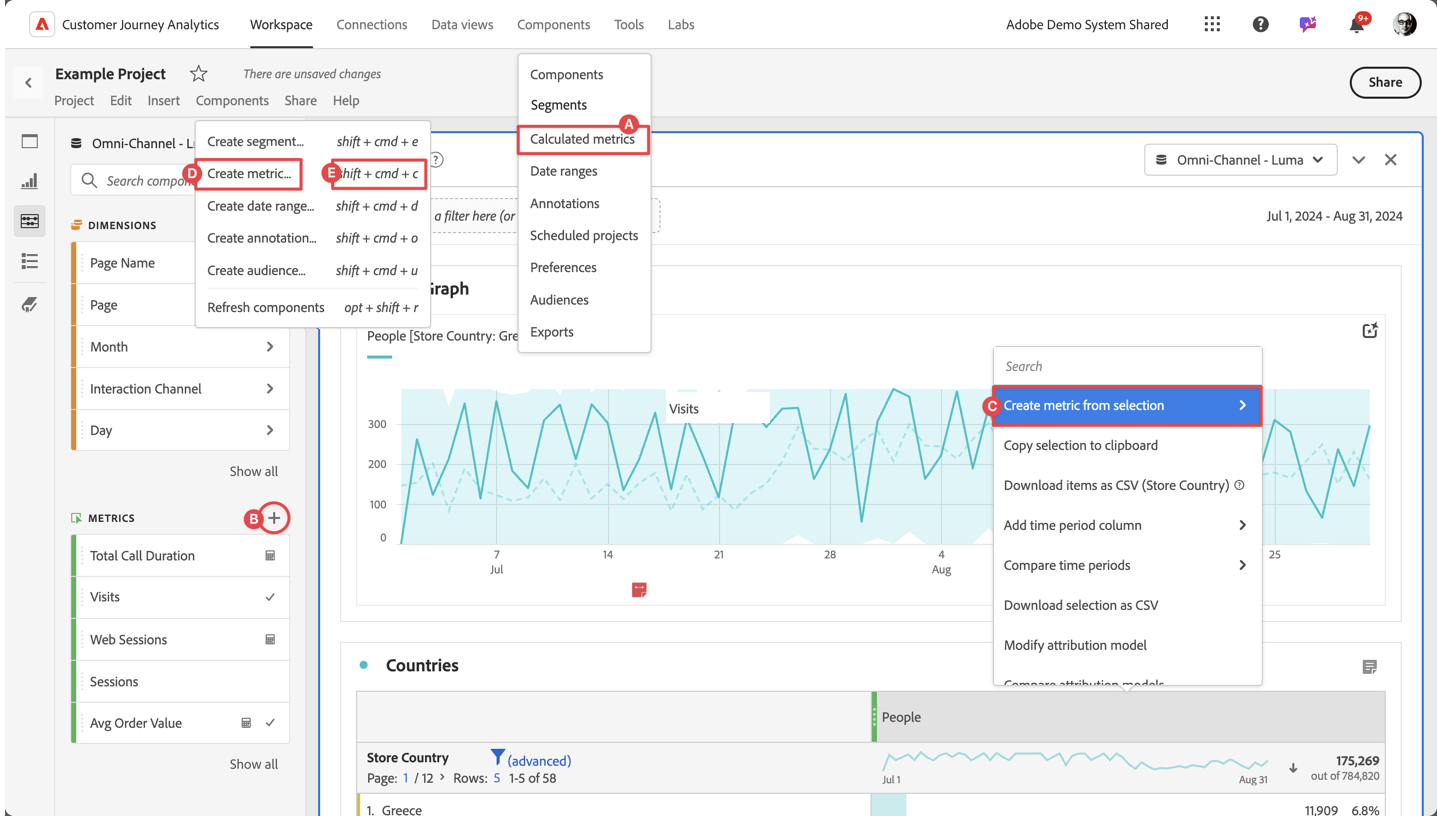 Customer Journey Analytics Workspace Connections Data views Components Tools Labs Adobe Demo System Shared 9+
Example Project There are unsaved changes Share
Project Edit Insert Components Share Help
Components
Segments
A
Calculated metrics
Date ranges
Annotations
Scheduled projects
Preferences
Audiences
Exports
Create segment... shift + cmd + e
D Create metric... E shift + cmd + c
Create date range... shift + cmd + d
Create annotation... shift + cmd + o
Create audience... shift + cmd + u
Refresh components opt + shift + r
Omni-Channel - L
Search compo
DIMENSIONS
Page Name
Page
Month
Interaction Channel
Day
Show all
METRICS B +
Total Call Duration
Visits
Web Sessions
Sessions
Avg Order Value
Show all
Omni-Channel - Luma
a filter here (or
Jul 1, 2024 - Aug 31, 2024
Graph
People [Store Country: Gre
Visits
300
200
100
0
7 14 21 28 4 25
Jul Aug
Search
C Create metric from selection
Copy selection to clipboard
Download items as CSV (Store Country)
Add time period column
Compare time periods
Download selection as CSV
Modify attribution model
Compare attribution models
Countries
People
Store Country (advanced)
Page: 1 / 12 > Rows: 5 1-5 of 58
Jul 1 Aug 31
175,269
out of 784,820
1. Greece 11,909 6.8%